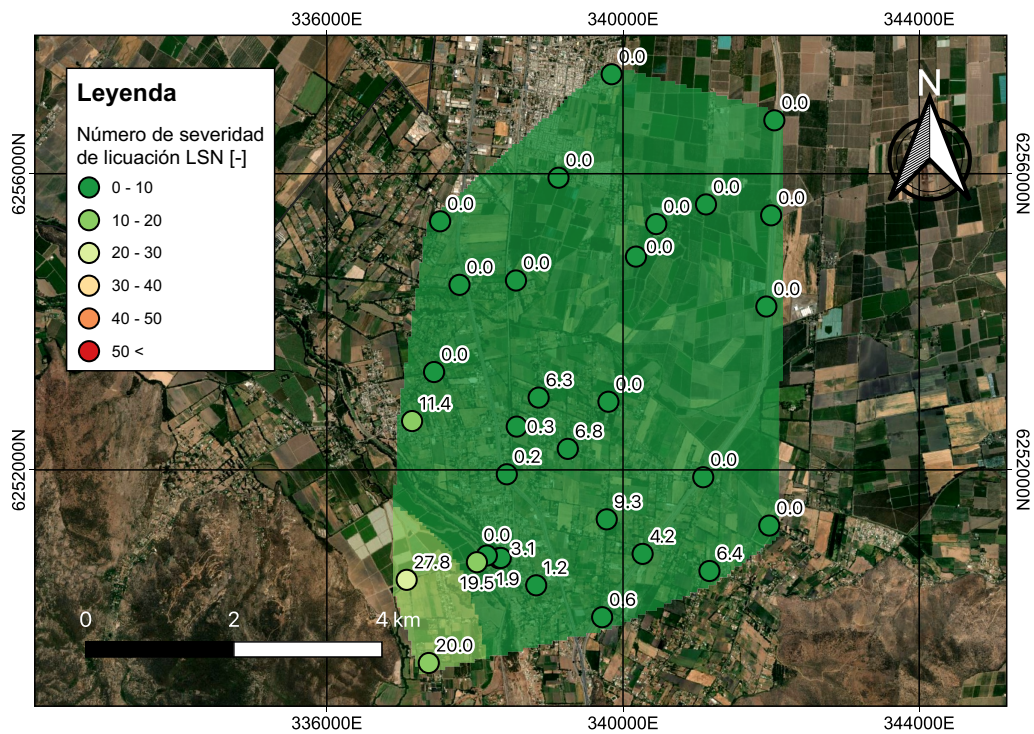 336000E 340000E 344000E
Leyenda
Número de severidad
de licuación LSN [-]
0 - 10
10 - 20
20 - 30
30 - 40
40 - 50
50 <
N
6256000N 6256000N
6252000N 6252000N
0.0
0.0
0.0
0.0
0.0
0.0
0.0
0.0
0.0
0.0
0.0
0.0
6.3
0.0
11.4
0.3
6.8
0.2
0.0
9.3
0.0
0.0
3.1
4.2
27.8
19.5
1.9
1.2
6.4
0.6
20.0
0 2 4 km
336000E 340000E 344000E